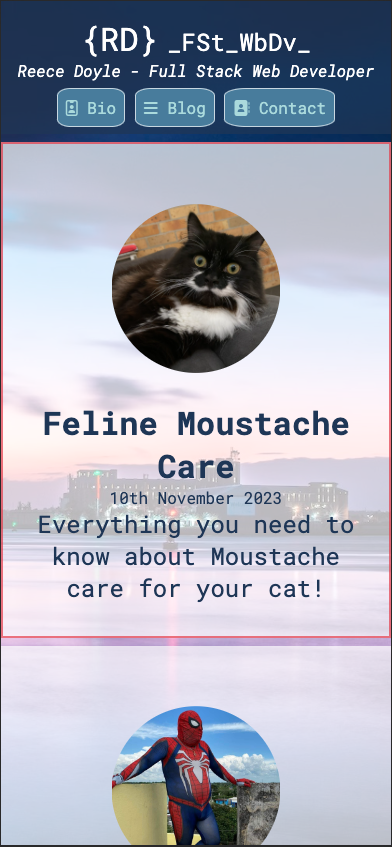 {RD} _FSt_WbDv_
Reece Doyle - Full Stack Web Developer
Bio Blog Contact
Feline Moustache
Care
10th November 2023
Everything you need to
know about Moustache
care for your cat!